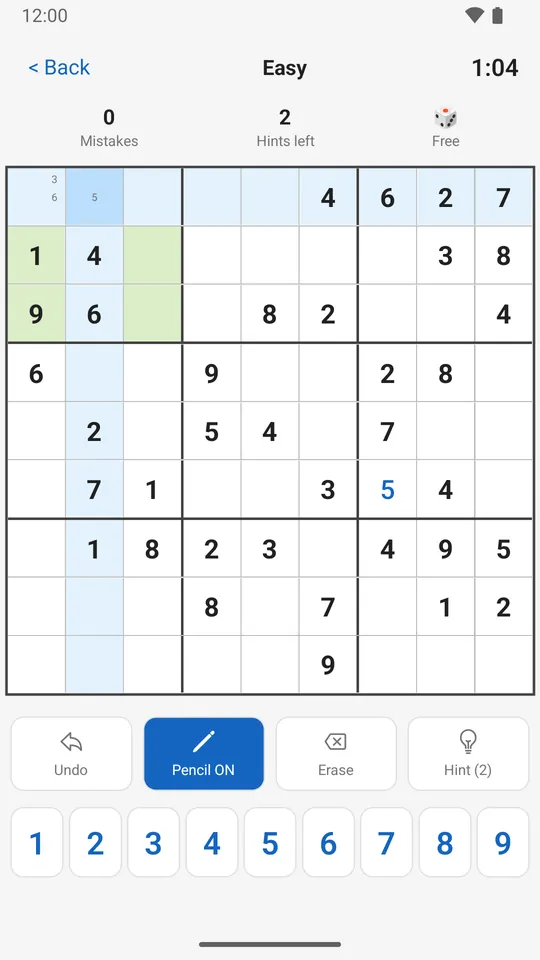 12:00
< Back Easy 1:04
0 2
Mistakes Hints left Free
3
6 5 4 6 2 7
1 4 3 8
9 6 8 2 4
6 9 2 8
2 5 4 7
7 1 3 5 4
1 8 2 3 4 9 5
8 7 1 2
9
Undo Pencil ON Erase Hint (2)
1 2 3 4 5 6 7 8 9